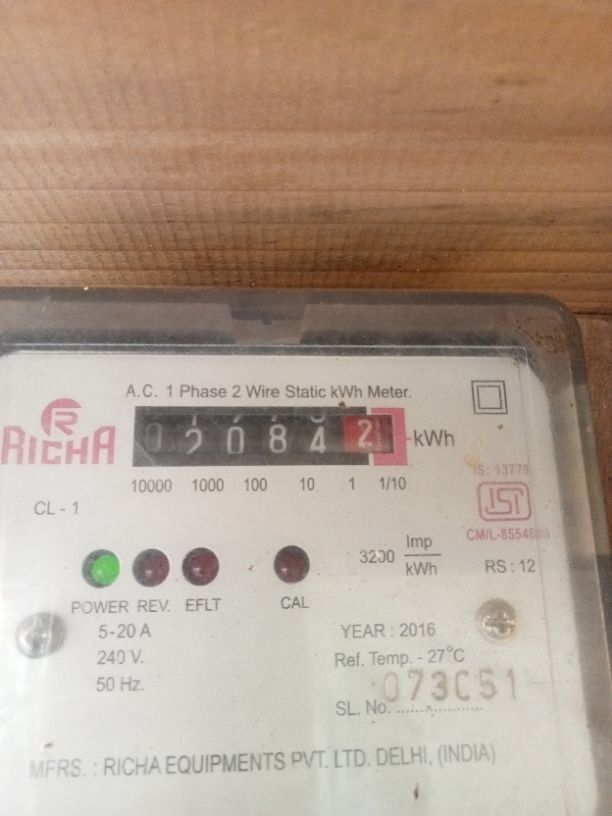 A.C. 1 Phase 2 Wire Static kWh Meter.
R
RICHA
020842 kWh
10000 1000 100 10 1 1/10
IS: 13779
ISI
CL - 1
3200 Imp
kWh
RS : 12
POWER REV. EFLT CAL
5-20 A
240 V.
50 Hz.
YEAR : 2016
Ref. Temp. - 27°C
SL. No. .................... 073051
MFRS. : RICHA EQUIPMENTS PVT. LTD. DELHI, (INDIA)